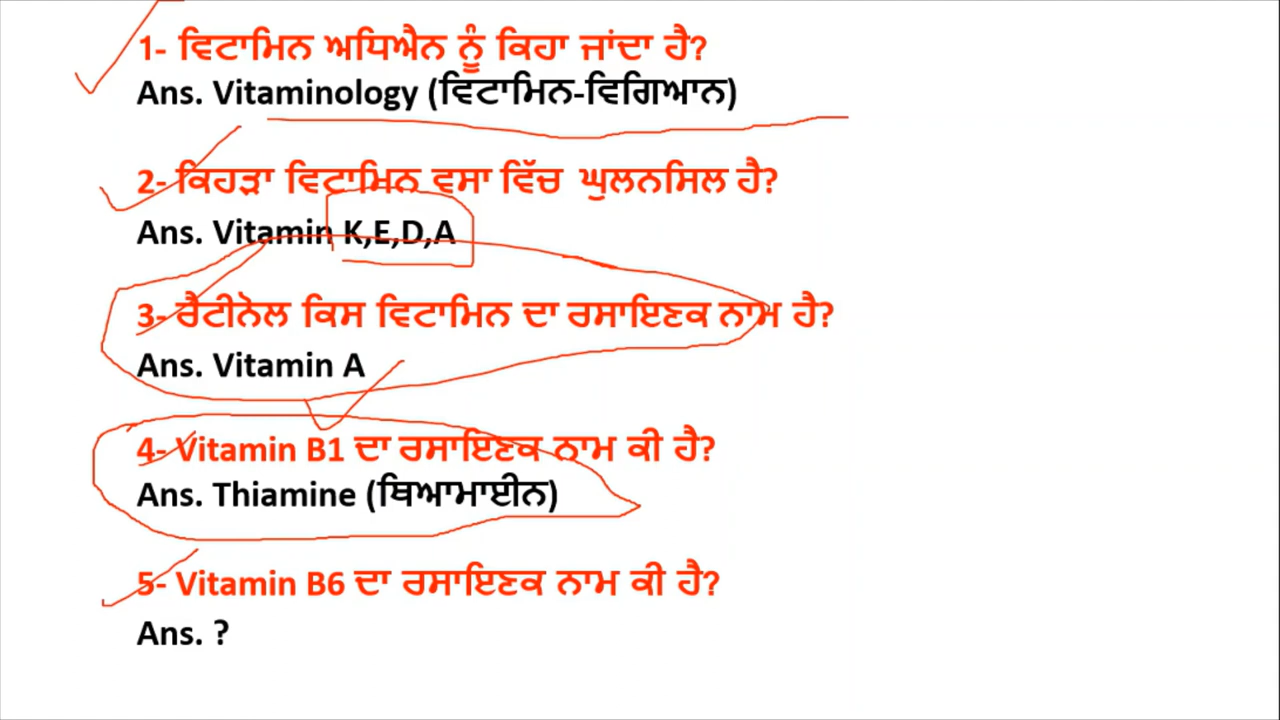 1- ਵਿਟਾਮਿਨ ਅਧਿਐਨ ਨੂੰ ਕਿਹਾ ਜਾਂਦਾ ਹੈ?
Ans. Vitaminology (ਵਿਟਾਮਿਨ-ਵਿਗਿਆਨ)
2- ਕਿਹੜਾ ਵਿਟਾਮਿਨ ਵਸਾ ਵਿੱਚ ਘੁਲਨਸਿਲ ਹੈ?
Ans. Vitamin K,E,D,A
3- ਰੈਟੀਨੋਲ ਕਿਸ ਵਿਟਾਮਿਨ ਦਾ ਰਸਾਇਣਕ ਨਾਮ ਹੈ?
Ans. Vitamin A
4- Vitamin B1 ਦਾ ਰਸਾਇਣਕ ਨਾਮ ਕੀ ਹੈ?
Ans. Thiamine (ਥਿਆਮਾਈਨ)
5- Vitamin B6 ਦਾ ਰਸਾਇਣਕ ਨਾਮ ਕੀ ਹੈ?
Ans. ?